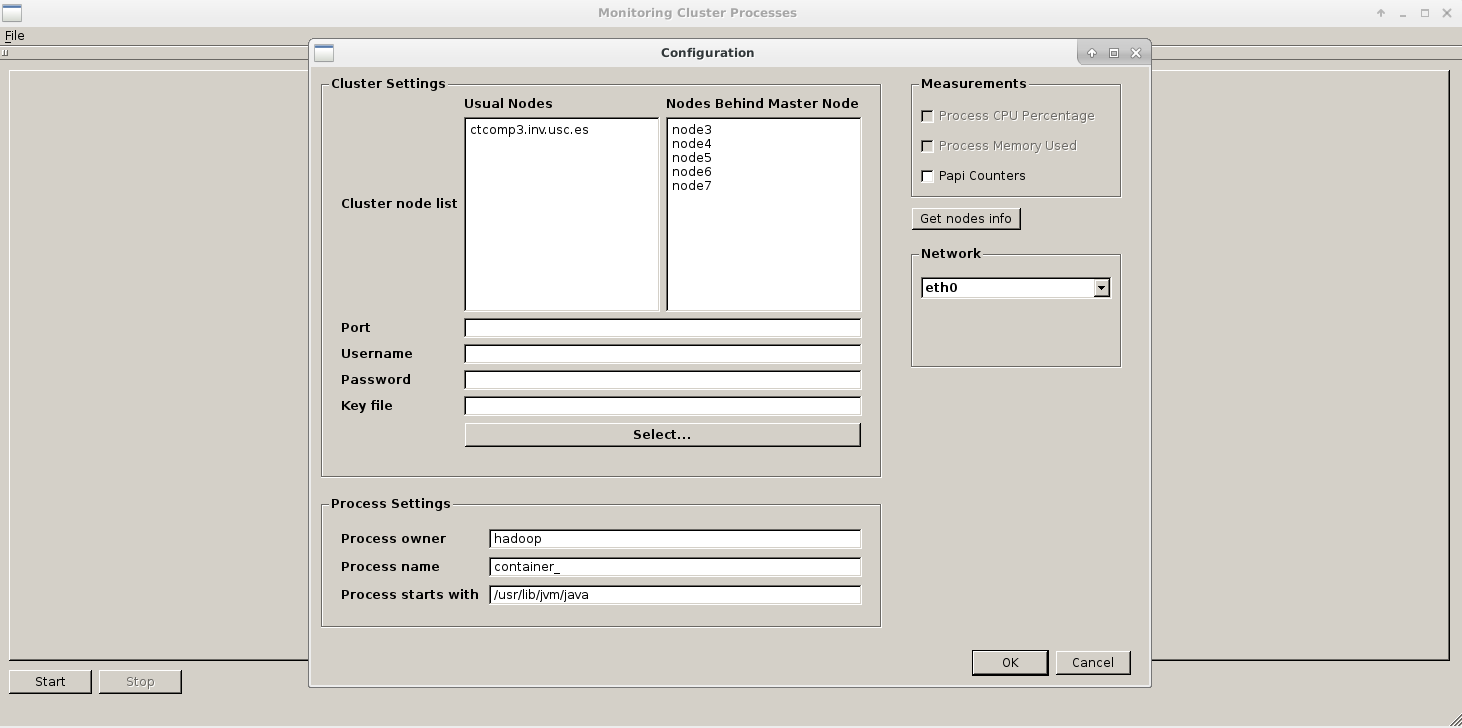 Monitoring Cluster Processes
File
Configuration
Cluster Settings
Usual Nodes
Nodes Behind Master Node
Cluster node list
ctcomp3.inv.usc.es
node3
node4
node5
node6
node7
Port
Username
Password
Key file
Select...
Process Settings
Process owner
hadoop
Process name
container_
Process starts with
/usr/lib/jvm/java
Measurements
Process CPU Percentage
Process Memory Used
Papi Counters
Get nodes info
Network
eth0
OK
Cancel
Start
Stop